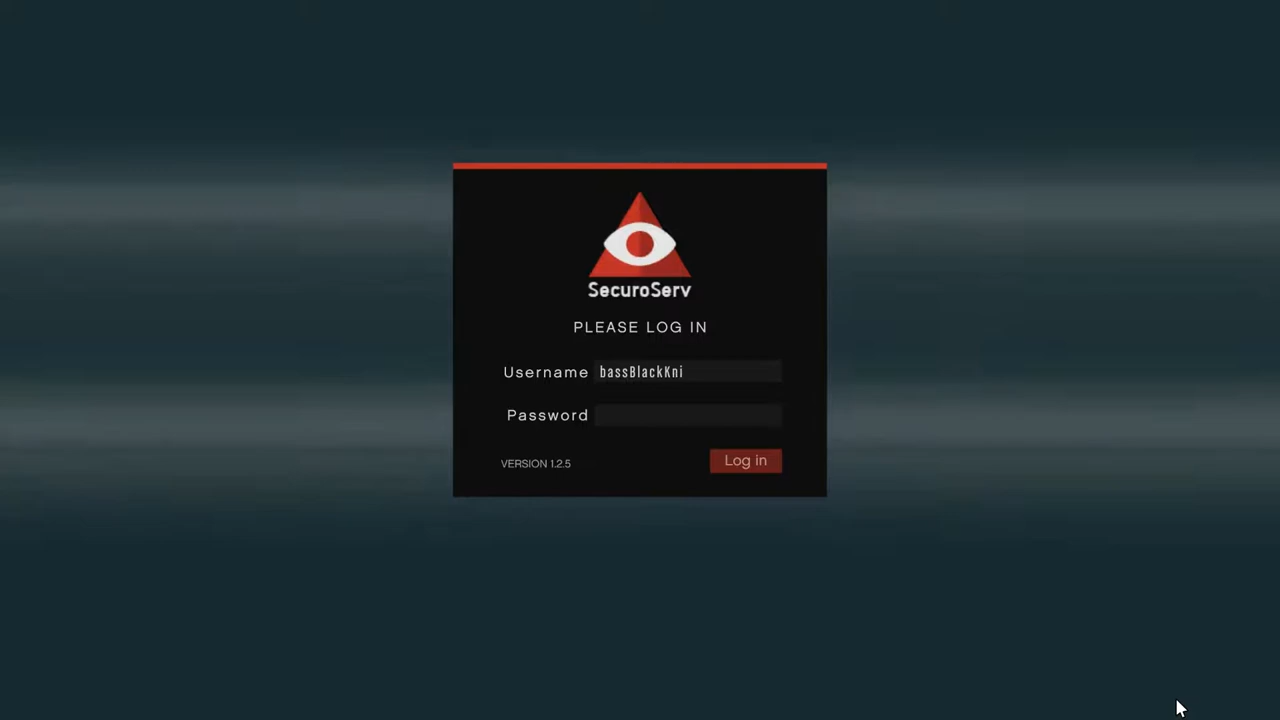 SecuroServ
PLEASE LOG IN
Username bassBlackKni
Password
VERSION 1.2.5 Log in